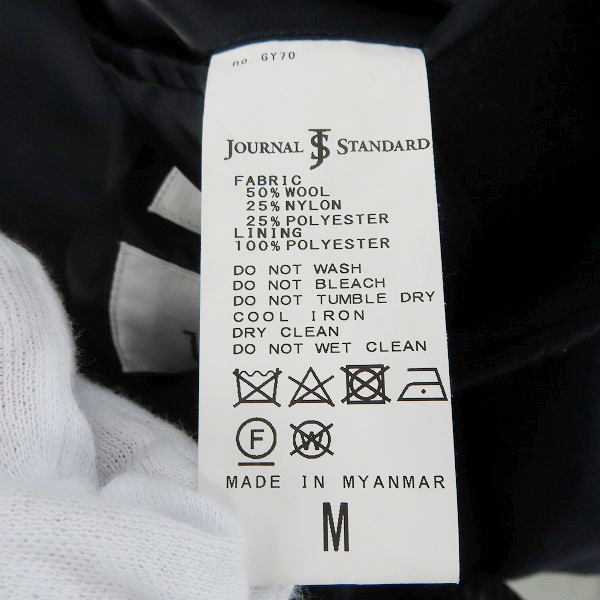 no. GY70
JOURNAL JS STANDARD
FABRIC
50% WOOL
25% NYLON
25% POLYESTER
LINING
100% POLYESTER
DO NOT WASH
DO NOT BLEACH
DO NOT TUMBLE DRY
COOL IRON
DRY CLEAN
DO NOT WET CLEAN
F W
MADE IN MYANMAR
M